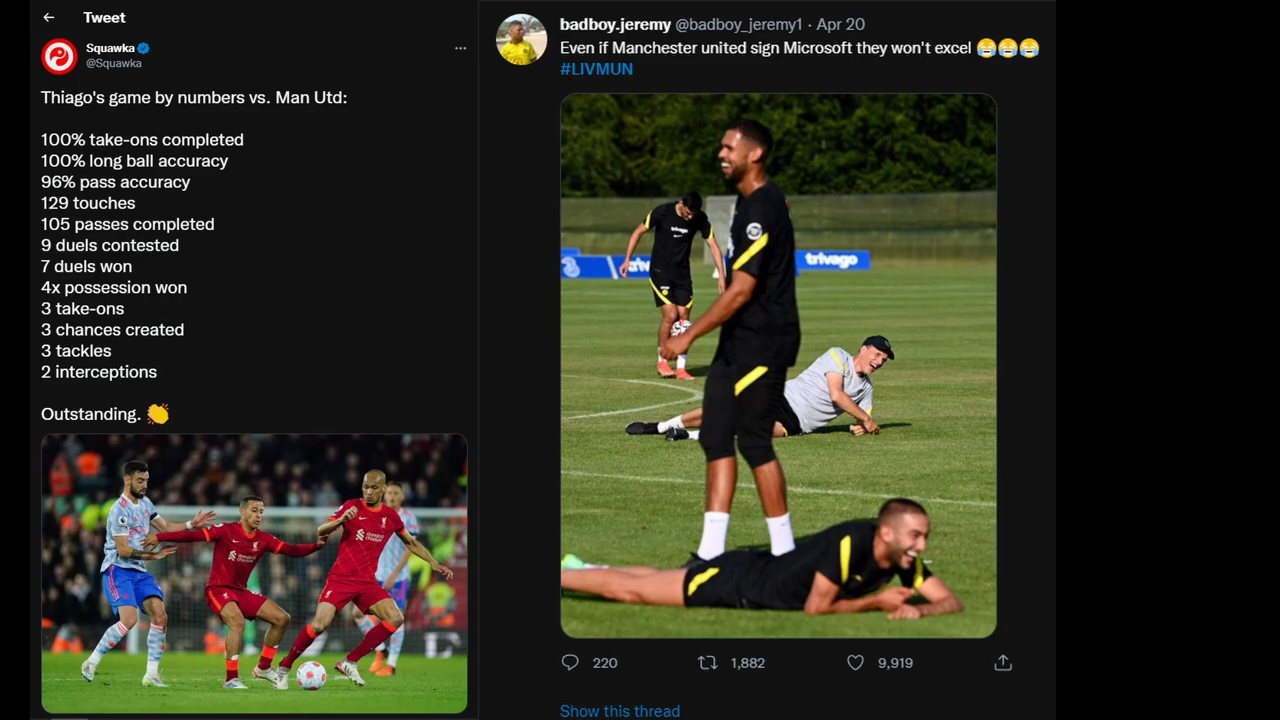 Tweet
Squawka
@Squawka
Thiago's game by numbers vs. Man Utd:
100% take-ons completed
100% long ball accuracy
96% pass accuracy
129 touches
105 passes completed
9 duels contested
7 duels won
4x possession won
3 take-ons
3 chances created
3 tackles
2 interceptions
Outstanding. 👏
badboy.jeremy @badboy_jeremy1 · Apr 20
Even if Manchester united sign Microsoft they won't excel 😂😂😂
#LIVMUN
trivago
3 triv
trivago
220 1,882 9,919
Show this thread